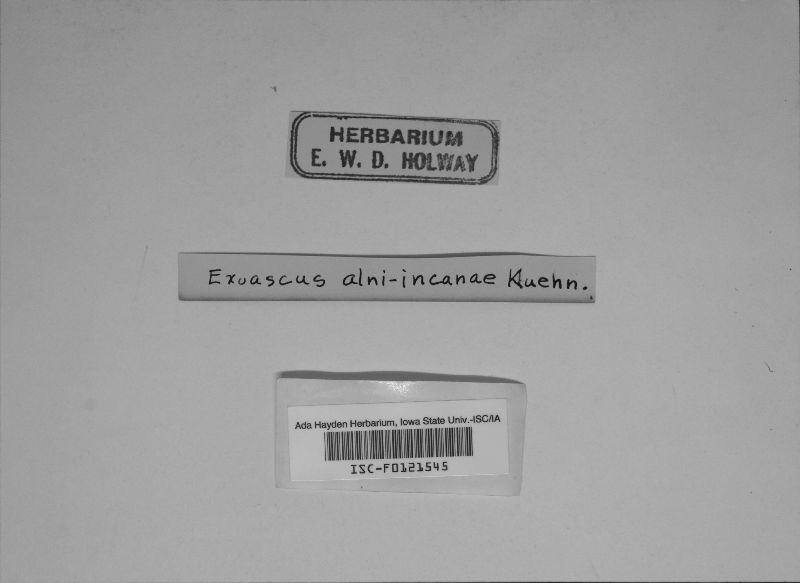 HERBARIUM
E. W. D. HOLWAY
Exoascus alni-incanae Kuehn.
Ada Hayden Herbarium, Iowa State Univ.-ISC/IA
ISC-F0121545